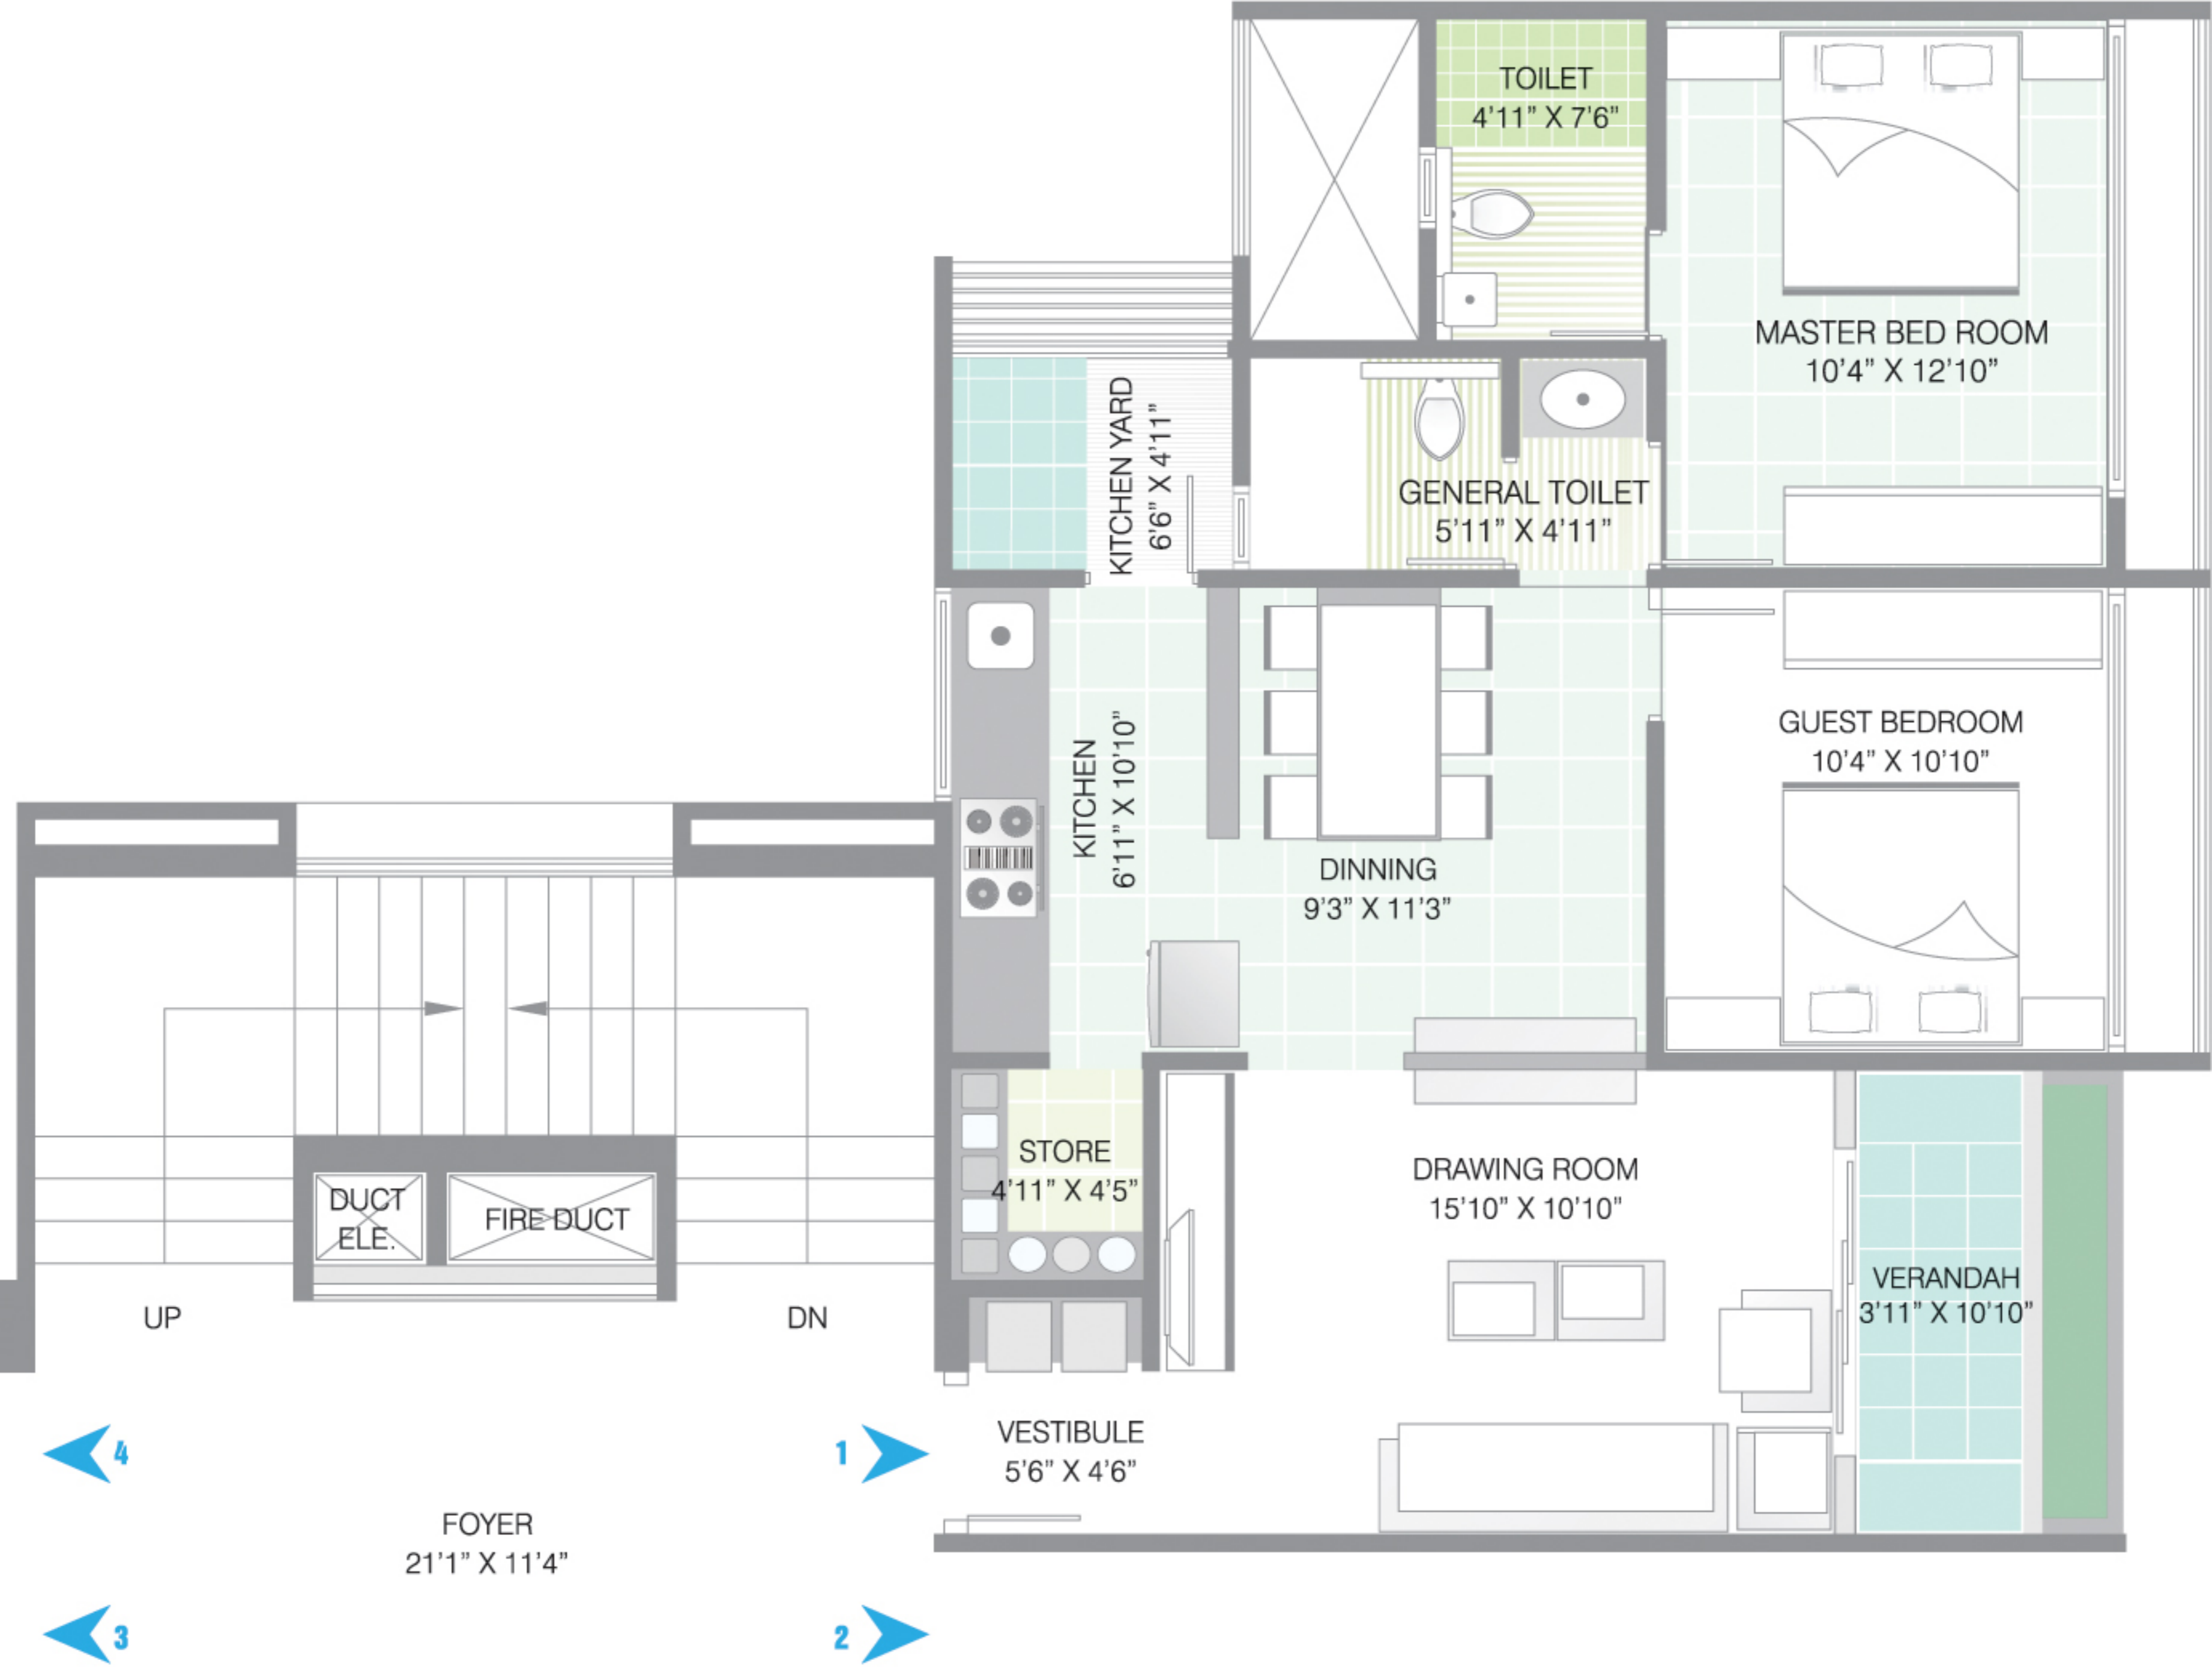 TOILET
4'11” X 7'6”
MASTER BED ROOM
10'4” X 12'10”
KITCHEN YARD
6'6” X 4'11”
GENERAL TOILET
5'11” X 4'11”
KITCHEN
6'11” X 10'10”
GUEST BEDROOM
10'4” X 10'10”
DINNING
9'3” X 11'3”
STORE
4'11” X 4'5”
DRAWING ROOM
15'10” X 10'10”
DUCT
ELE.
FIRE DUCT
VERANDAH
3'11” X 10'10”
UP
DN
VESTIBULE
5'6” X 4'6”
4
1
FOYER
21'1” X 11'4”
3
2